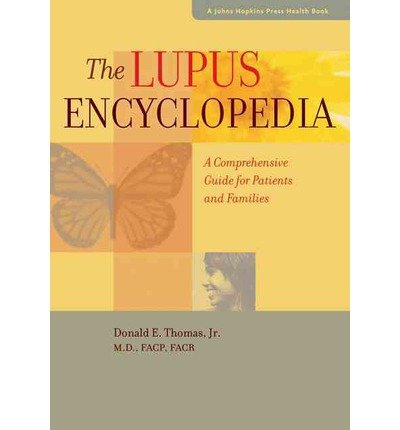 A Johns Hopkins Press Health Book
The LUPUS
ENCYCLOPEDIA
A Comprehensive
Guide for Patients
and Families
Donald E. Thomas, Jr.
M.D., FACP, FACR